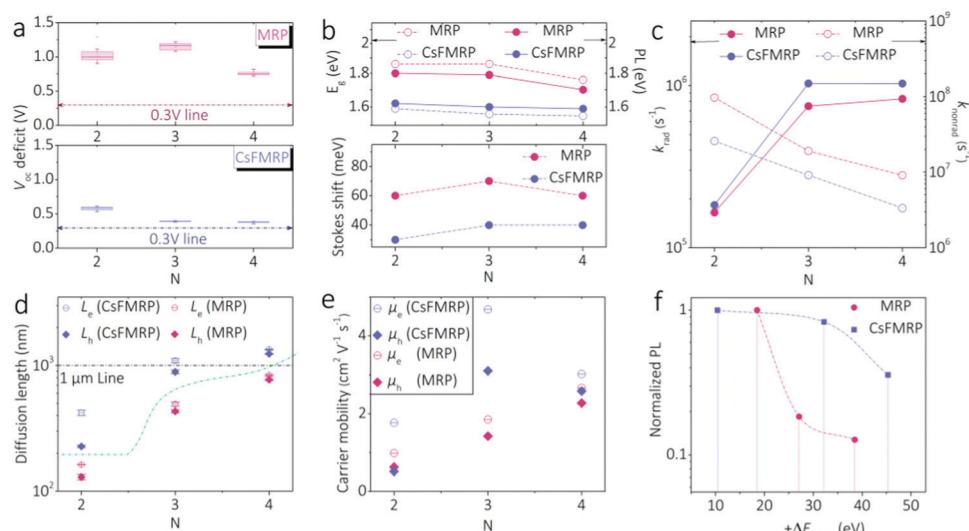 a
MRP
1.5
1.0
0.5
0.0
0.3V line
2 3 4
CsFMRP
1.5
1.0
0.5
0.0
0.3V line
2 3 4
V_oc deficit (V)
N
b
MRP MRP
CsFMRP CsFMRP
2
1.8
1.6
E_g (eV)
2
1.8
1.6
PL (eV)
MRP
CsFMRP
80
60
40
Stokes shift (meV)
2 3 4
N
c
MRP MRP
CsFMRP CsFMRP
10^6
10^5
k_rad (s^-1)
10^9
10^8
10^7
10^6
k_nonrad (s^-1)
2 3 4
N
d
L_e (CsFMRP) L_e (MRP)
L_h (CsFMRP) L_h (MRP)
10^3
1 μm Line
10^2
Diffusion length (nm)
2 3 4
N
e
μ_e (CsFMRP)
μ_h (CsFMRP)
μ_e (MRP)
μ_h (MRP)
4
2
0
Carrier mobility (cm^2 V^-1 s^-1)
2 3 4
N
f
MRP
CsFMRP
1
0.1
Normalized PL
10 20 30 40 50
(eV)